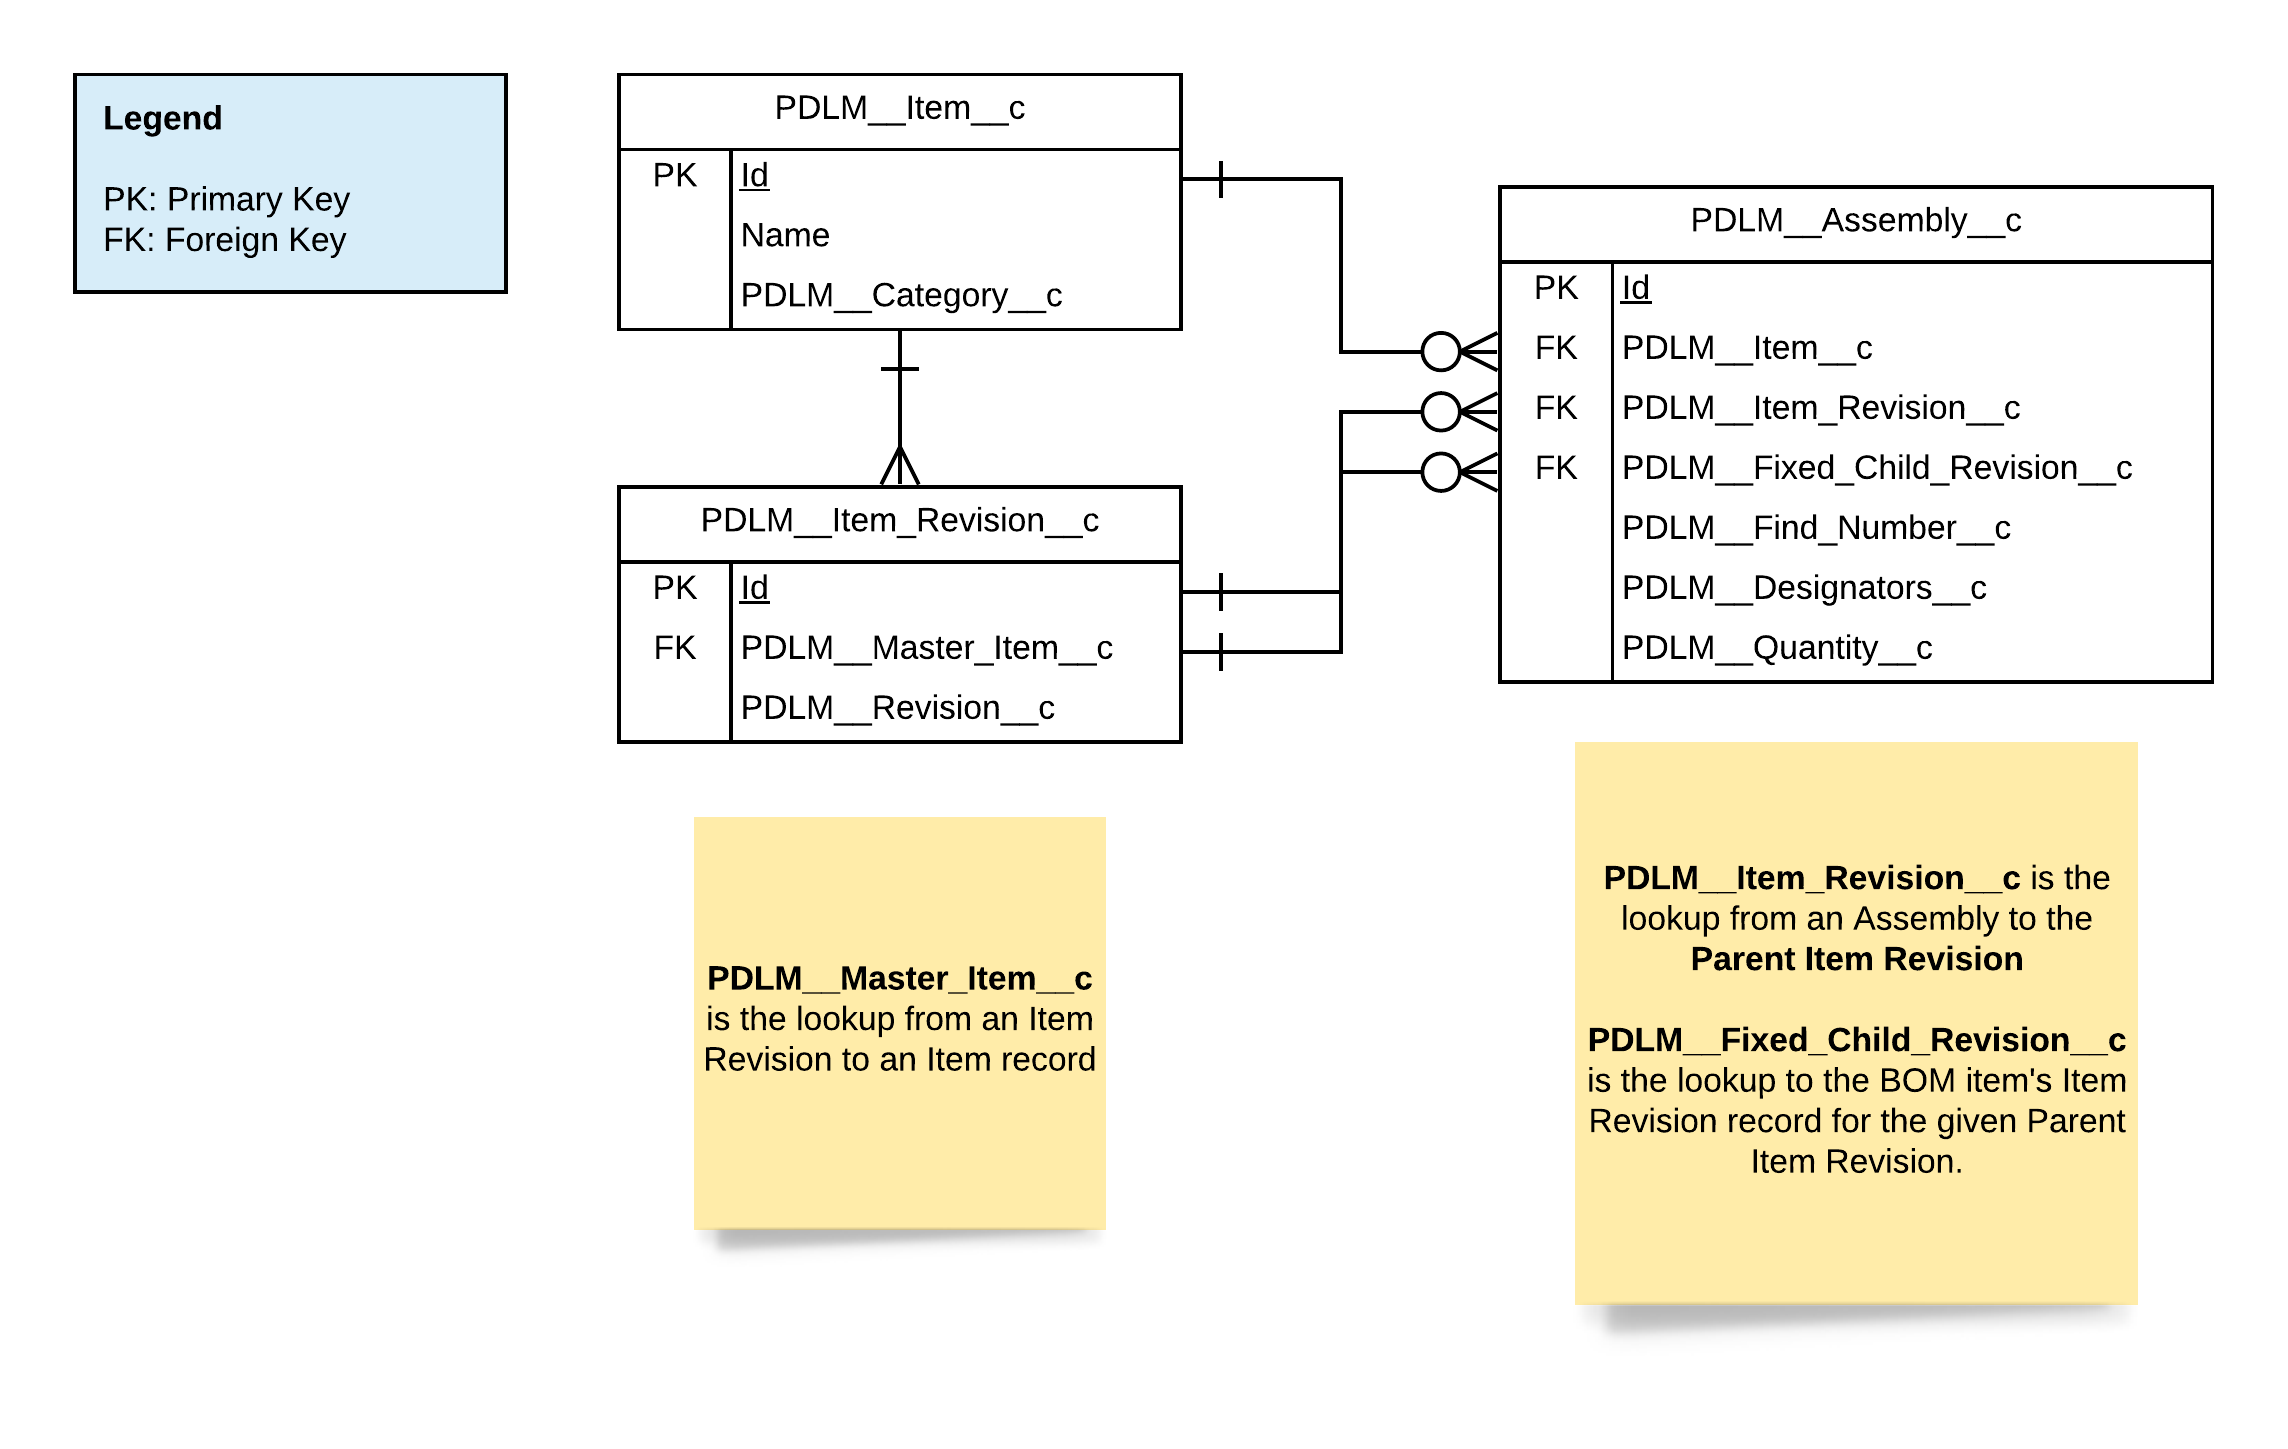 Legend
PK: Primary Key
FK: Foreign Key
PDLM__Item__c
PK Id
Name
PDLM__Category__c
PDLM__Item_Revision__c
PK Id
FK PDLM__Master_Item__c
PDLM__Revision__c
PDLM__Assembly__c
PK Id
FK PDLM__Item__c
FK PDLM__Item_Revision__c
FK PDLM__Fixed_Child_Revision__c
PDLM__Find_Number__c
PDLM__Designators__c
PDLM__Quantity__c
PDLM__Master_Item__c
is the lookup from an Item
Revision to an Item record
PDLM__Item_Revision__c is the
lookup from an Assembly to the
Parent Item Revision
PDLM__Fixed_Child_Revision__c
is the lookup to the BOM item's Item
Revision record for the given Parent
Item Revision.